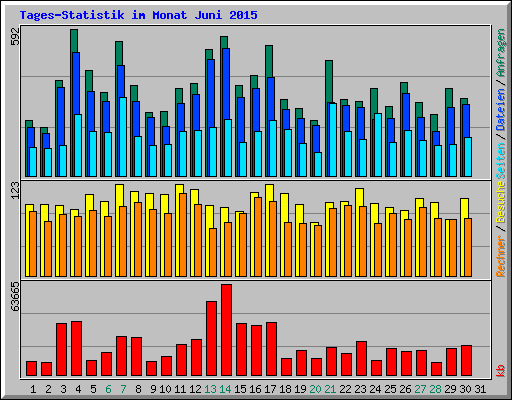 Tages-Statistik im Monat Juni 2015
592
123
63665
Rechner / Besuche Seiten / Dateien / Anfragen
kb
1 2 3 4 5 6 7 8 9 10 11 12 13 14 15 16 17 18 19 20 21 22 23 24 25 26 27 28 29 30 31